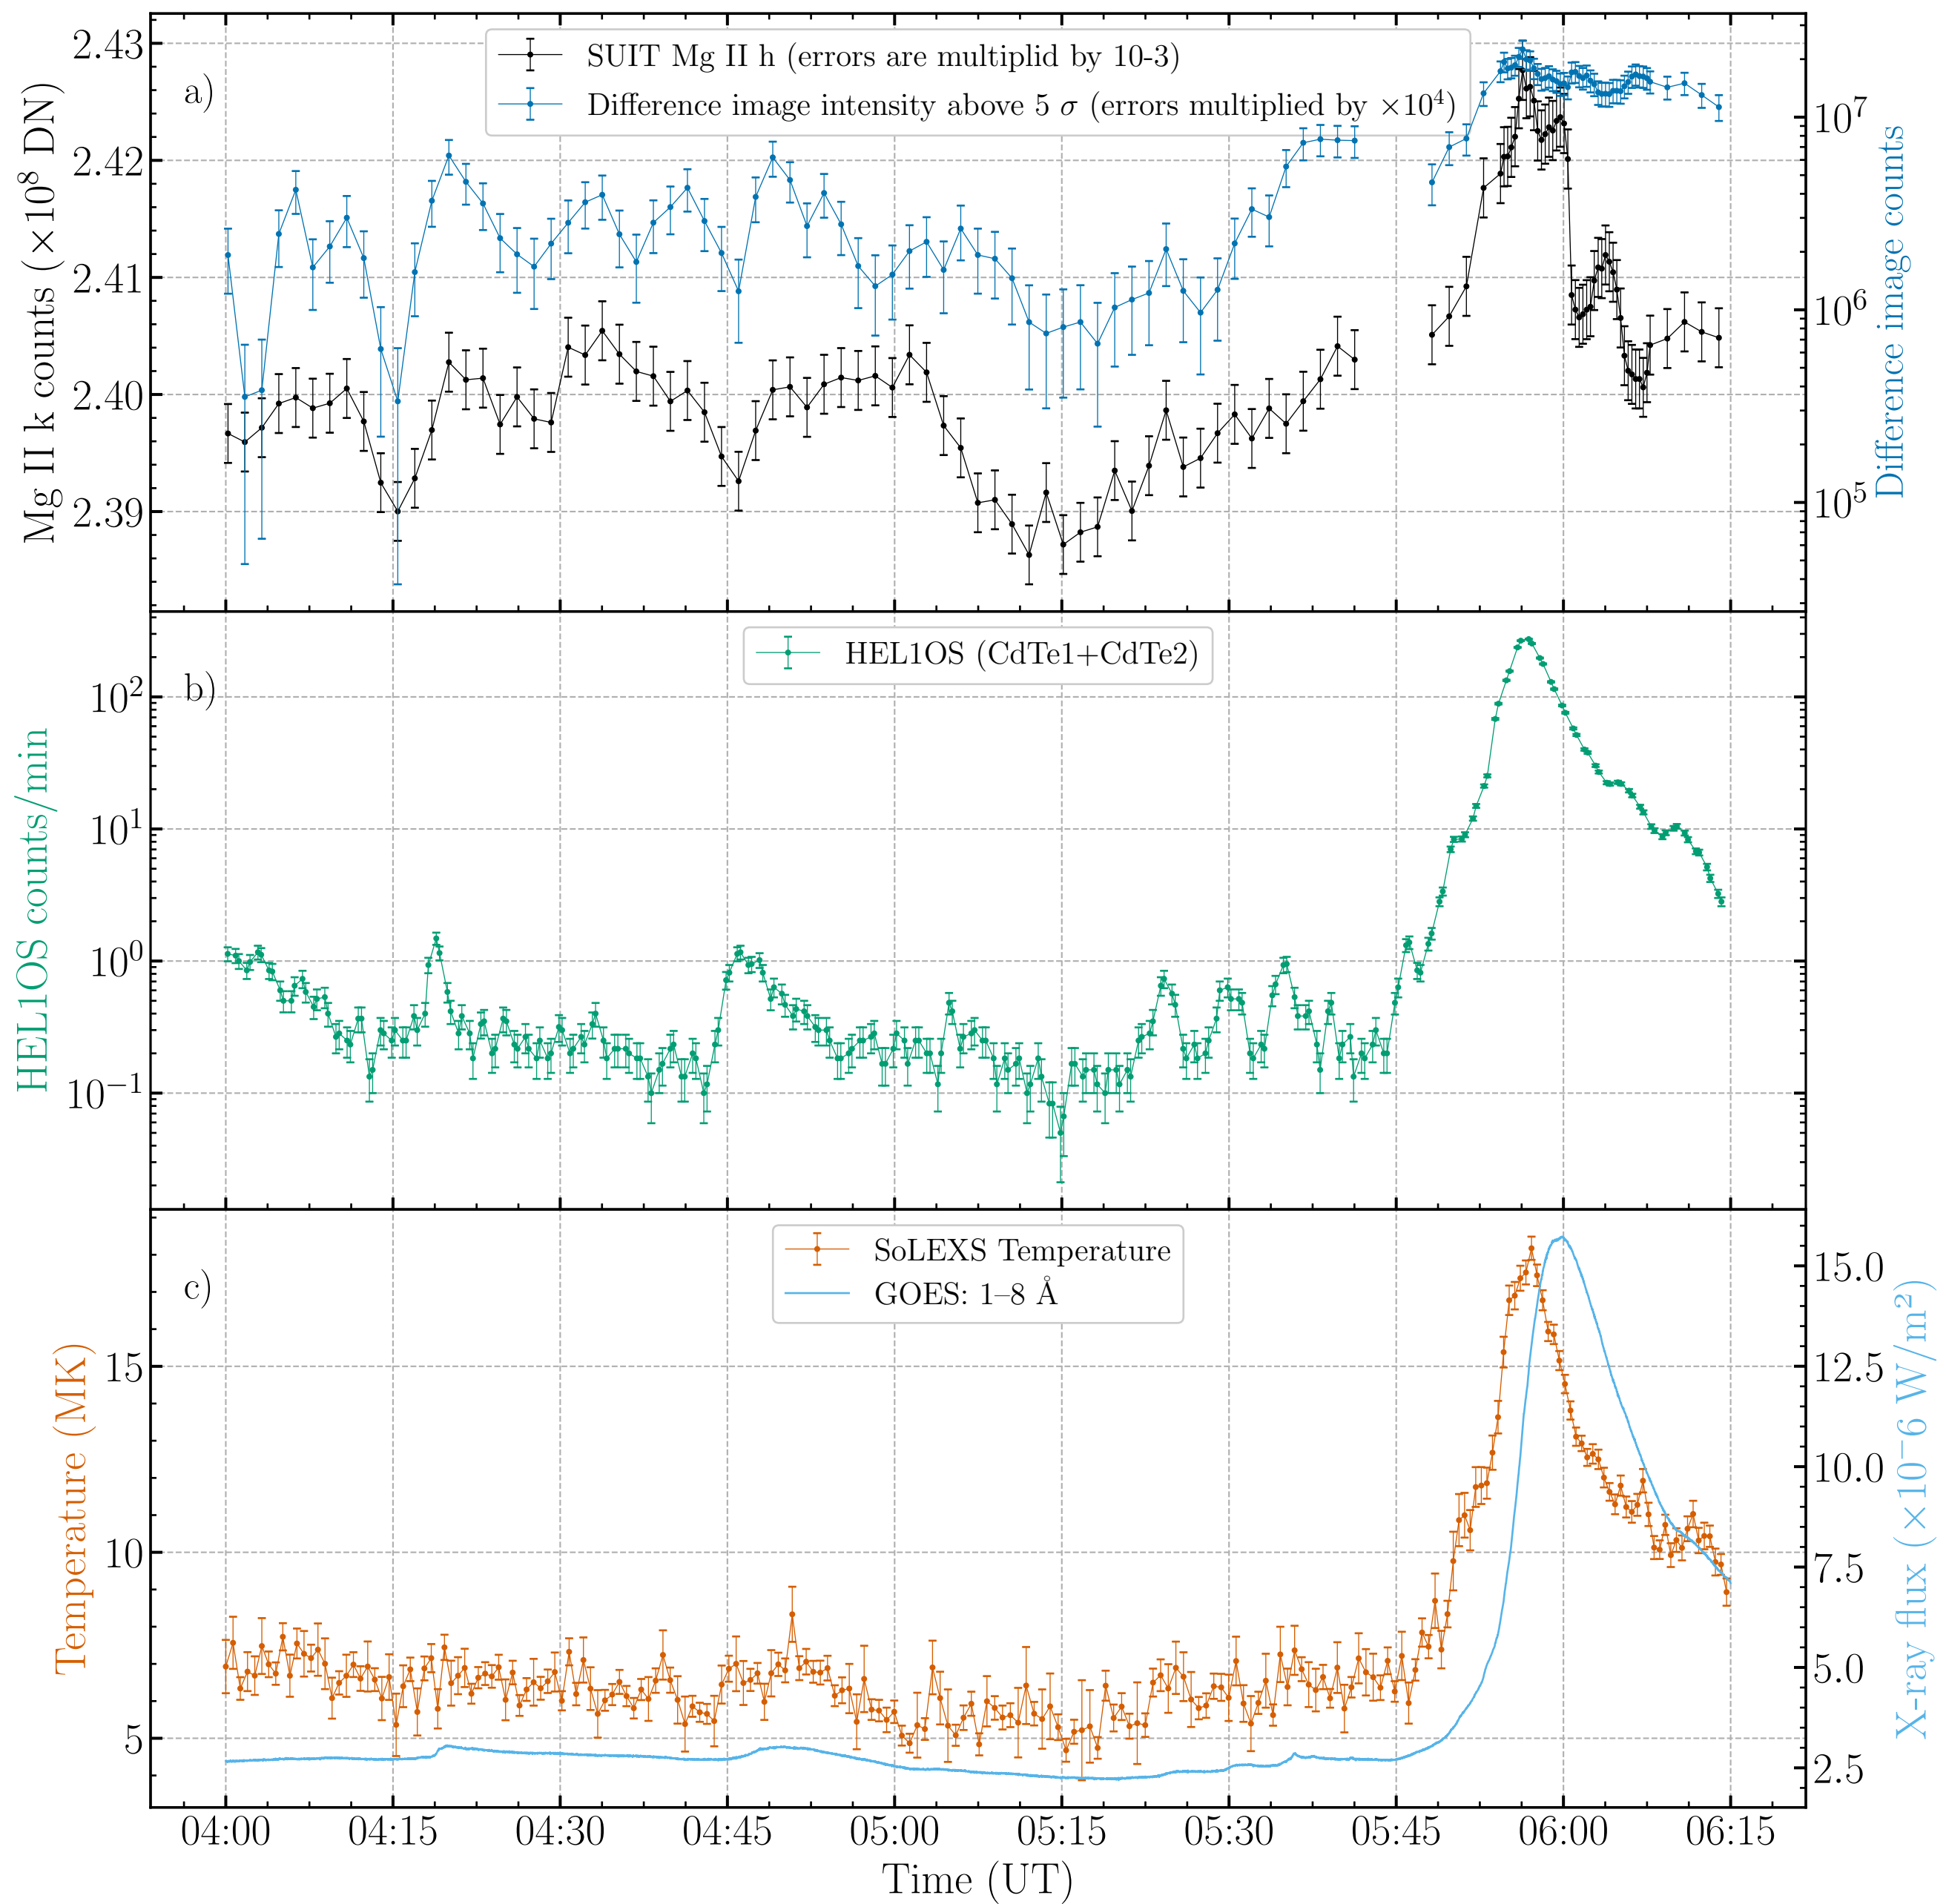 a)
SUIT Mg II h (errors are multiplid by 10-3)
Difference image intensity above 5 σ (errors multiplied by ×10⁴)
Mg II k counts (×10⁸ DN)
2.43
2.42
2.41
2.40
2.39
Difference image counts
10⁷
10⁶
10⁵
b)
HEL1OS (CdTe1+CdTe2)
HEL1OS counts/min
10²
10¹
10⁰
10⁻¹
c)
SoLEXS Temperature
GOES: 1–8 Å
Temperature (MK)
15
10
5
X-ray flux (×10⁻6 W/m²)
15.0
12.5
10.0
7.5
5.0
2.5
04:00 04:15 04:30 04:45 05:00 05:15 05:30 05:45 06:00 06:15
Time (UT)